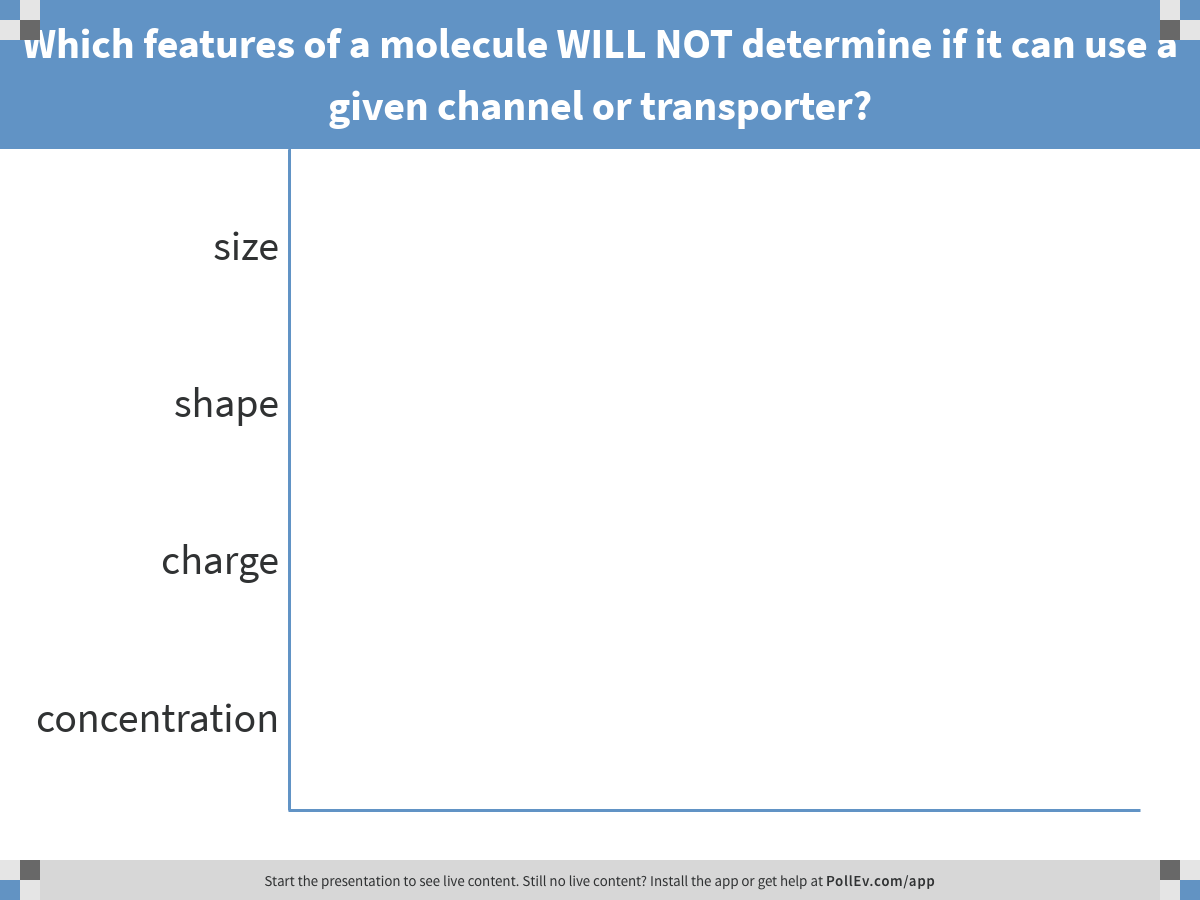 Which features of a molecule WILL NOT determine if it can use a
given channel or transporter?
size
shape
charge
concentration
Start the presentation to see live content. Still no live content? Install the app or get help at PollEv.com/app